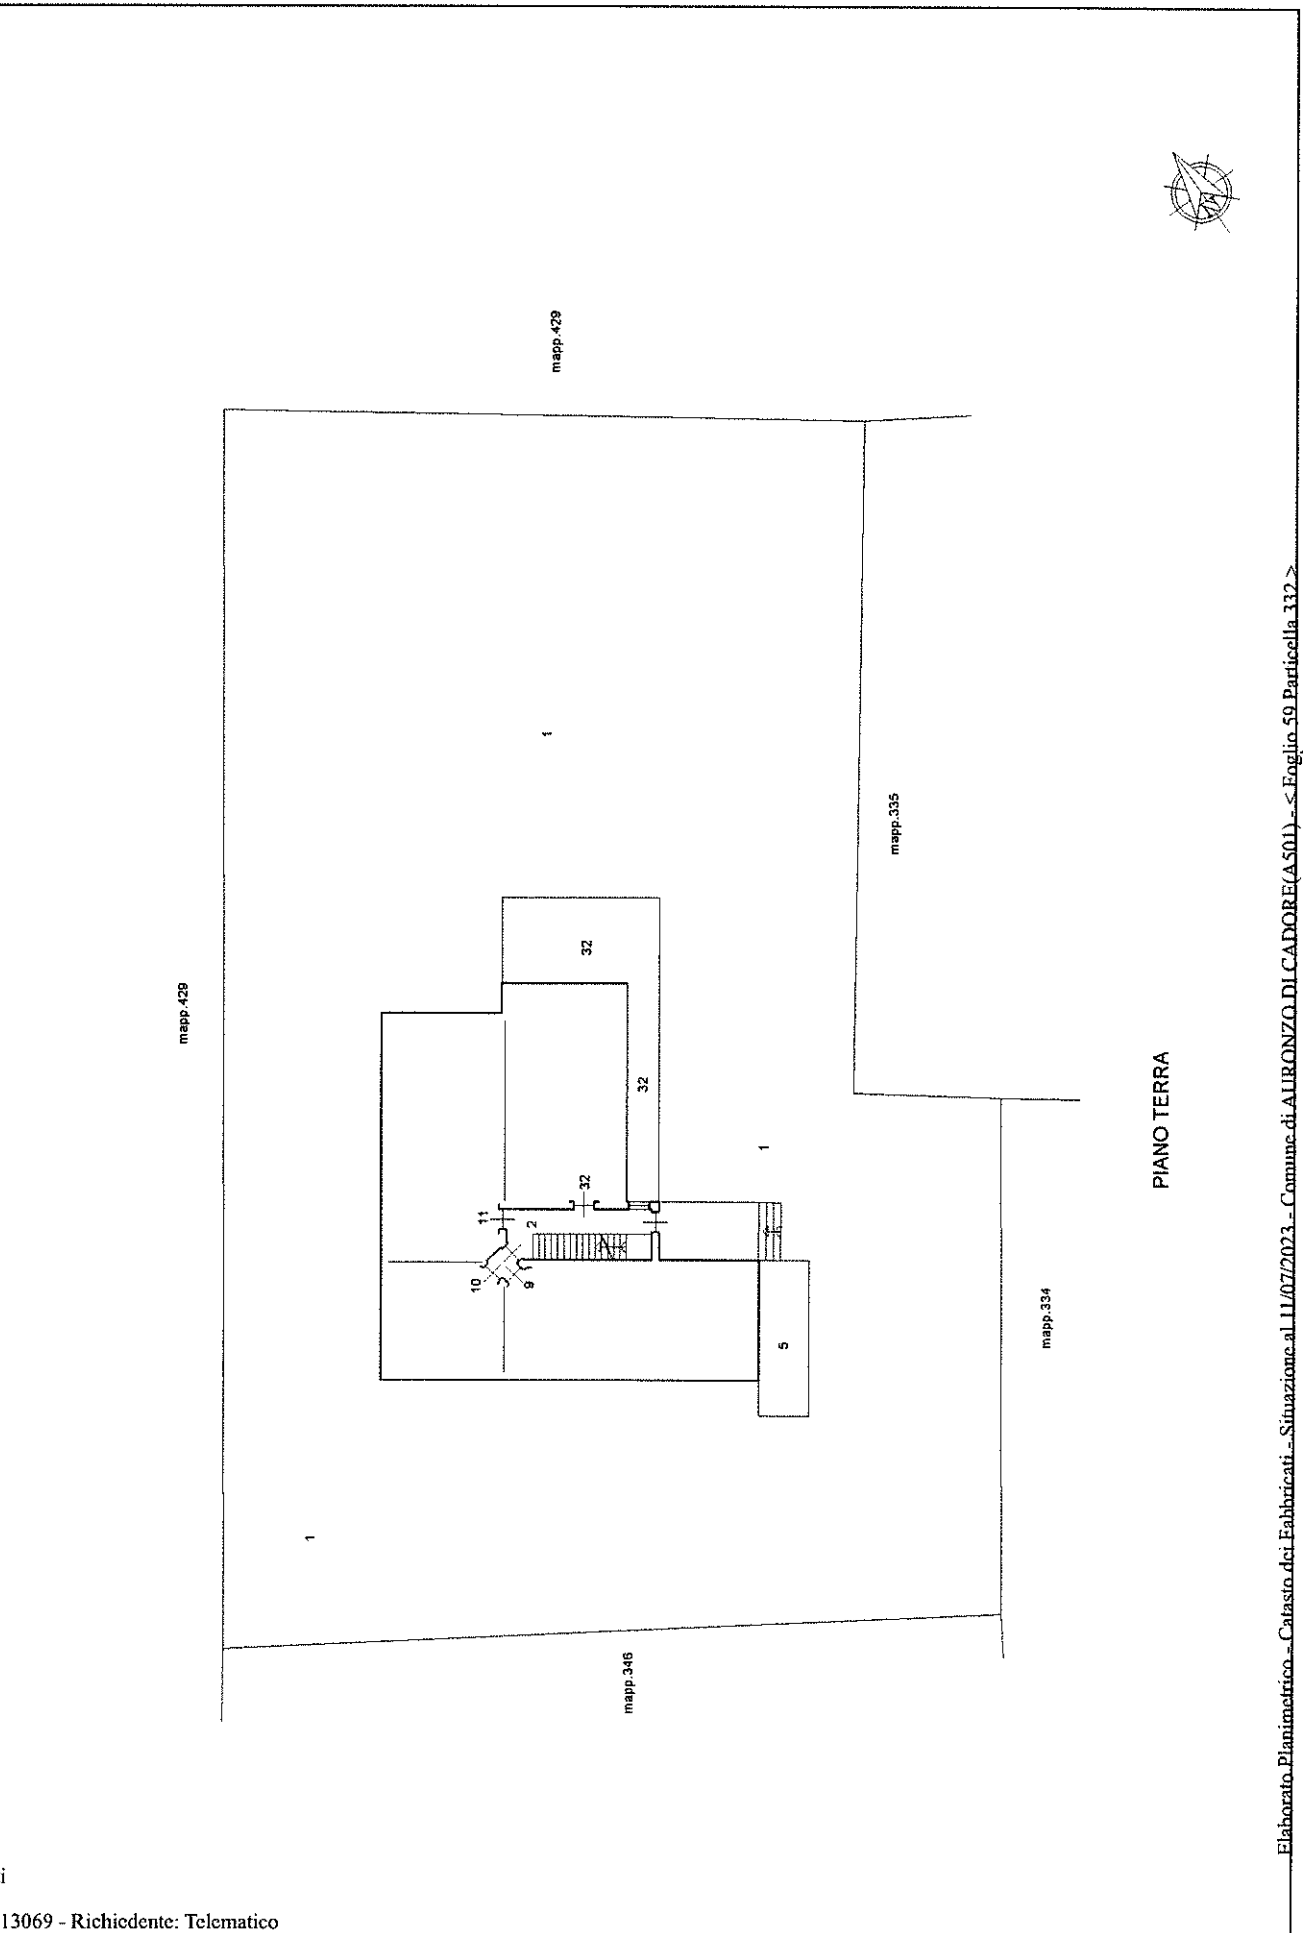 mapp.429
mapp.429
1
mapp.335
32
32
32
11
2
10
9
1
5
mapp.334
1
mapp.346
PIANO TERRA
N
Elaborato Planimetrico - Catasto dei Fabbricati - Situazione al 11/07/2023 - Comune di AURONZO DI CADORE(A501) - < Foglio 59 Particella 332 >
i
13069 - Richiedente: Telematico